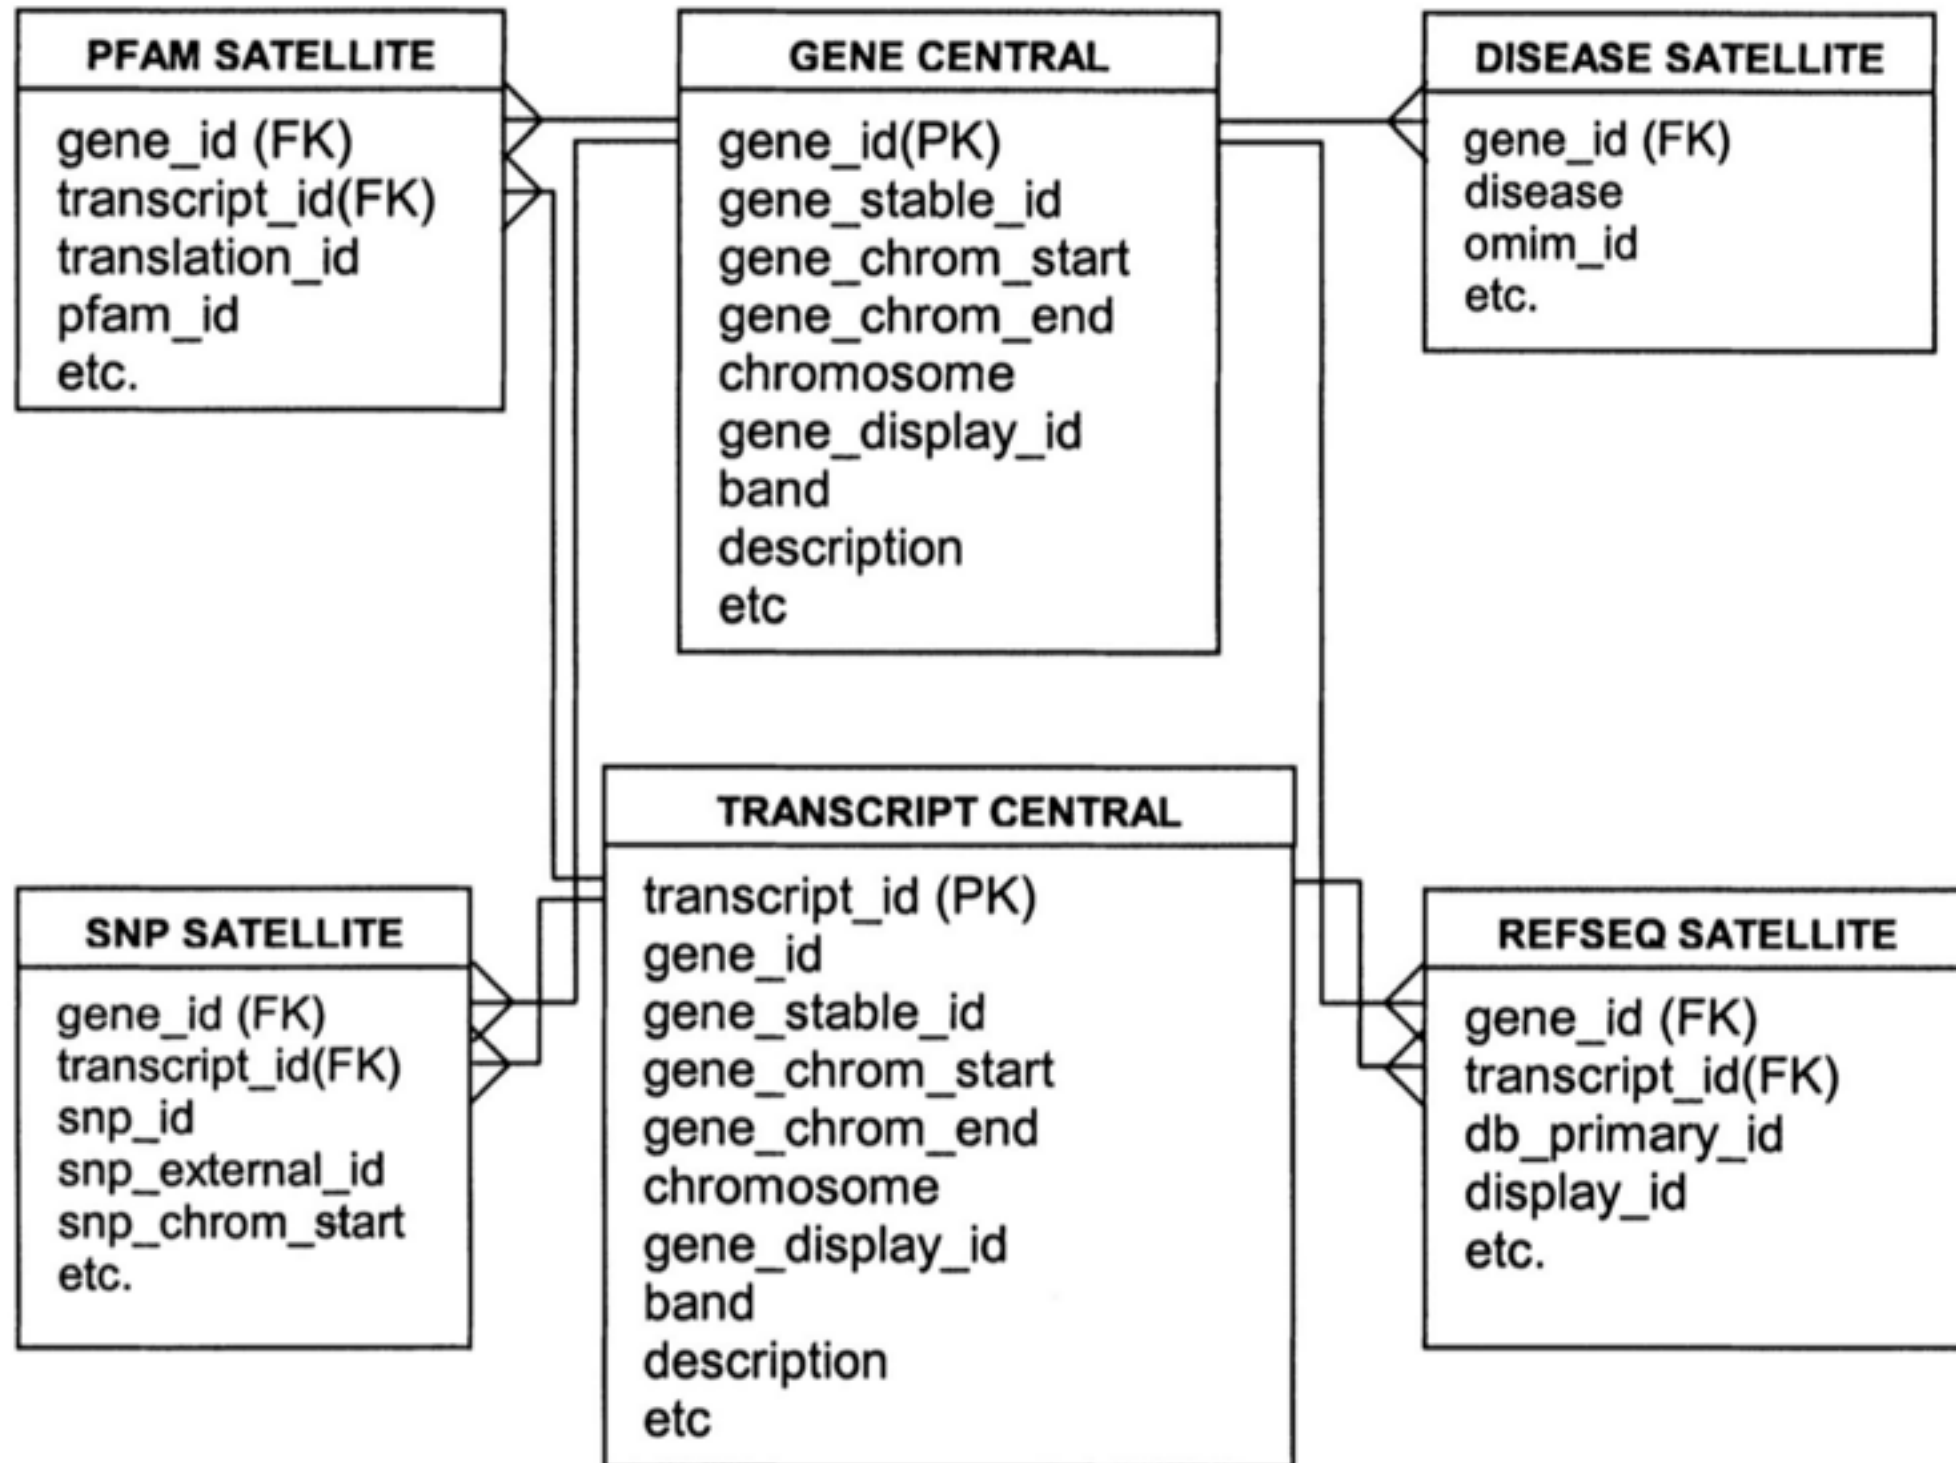 PFAM SATELLITE
gene_id (FK)
transcript_id(FK)
translation_id
pfam_id
etc.
GENE CENTRAL
gene_id(PK)
gene_stable_id
gene_chrom_start
gene_chrom_end
chromosome
gene_display_id
band
description
etc
DISEASE SATELLITE
gene_id (FK)
disease
omim_id
etc.
SNP SATELLITE
gene_id (FK)
transcript_id(FK)
snp_id
snp_external_id
snp_chrom_start
etc.
TRANSCRIPT CENTRAL
transcript_id (PK)
gene_id
gene_stable_id
gene_chrom_start
gene_chrom_end
chromosome
gene_display_id
band
description
etc
REFSEQ SATELLITE
gene_id (FK)
transcript_id(FK)
db_primary_id
display_id
etc.